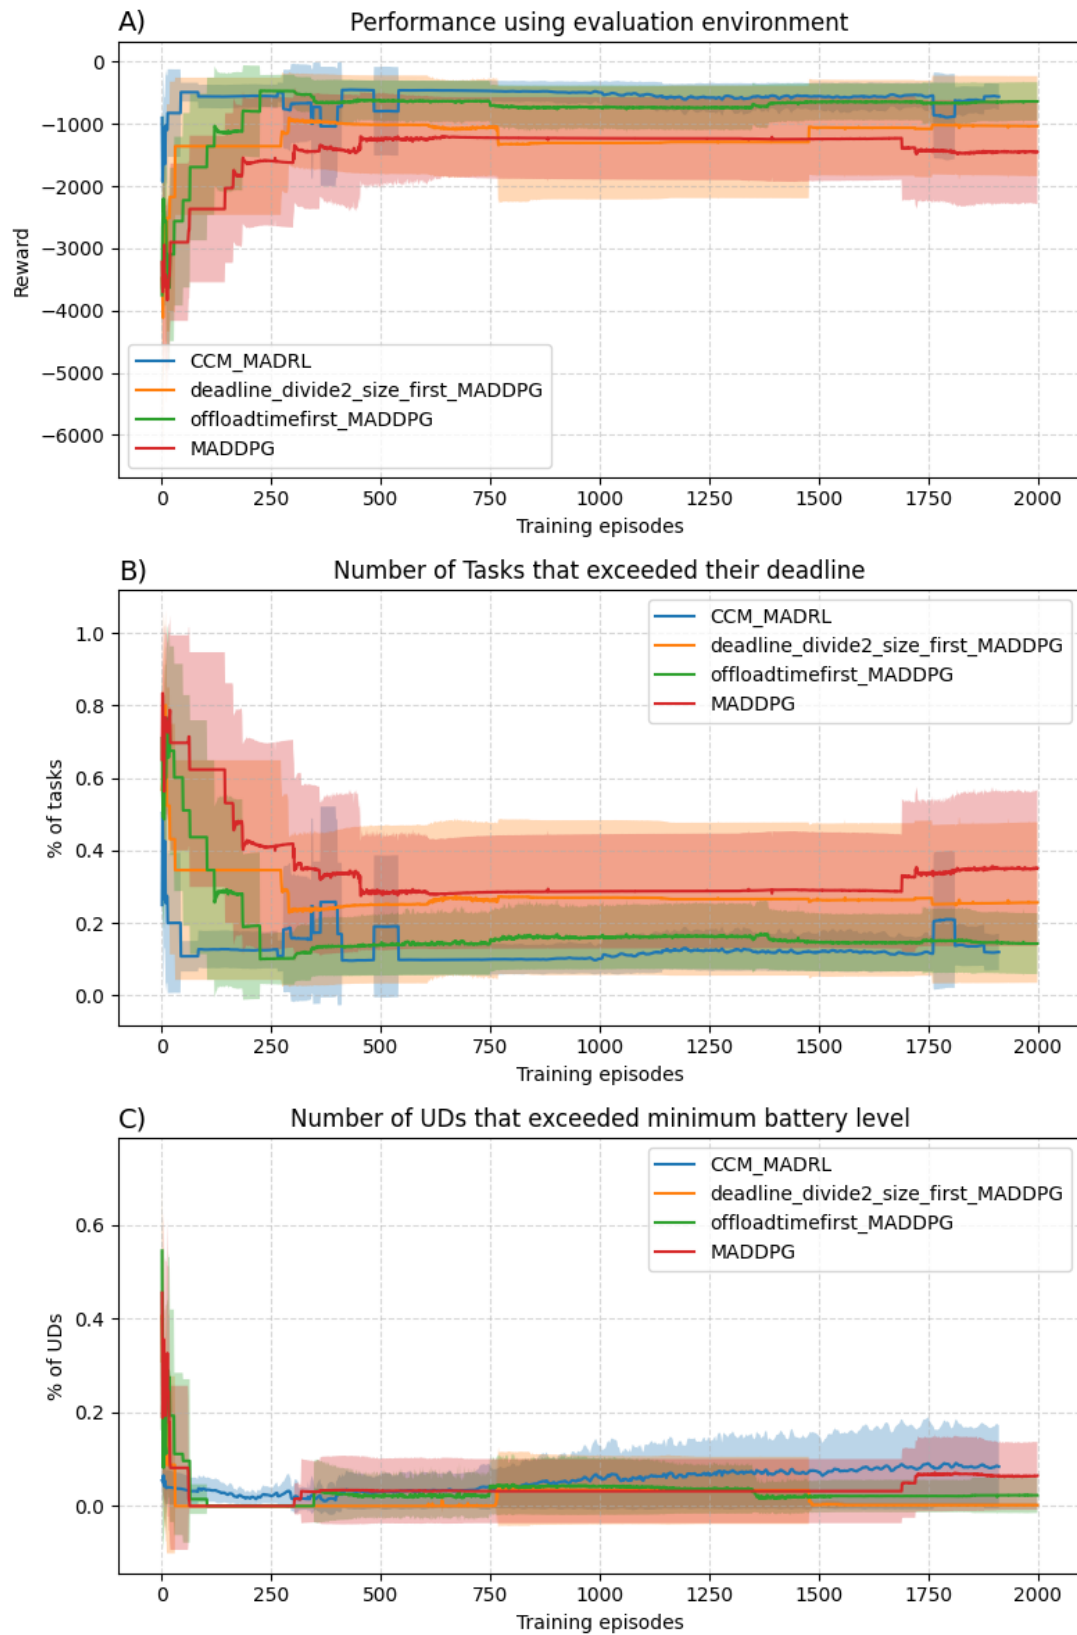 A) Performance using evaluation environment
0
−1000
−2000
−3000
−4000
−5000
−6000
Reward
CCM_MADRL
deadline_divide2_size_first_MADDPG
offloadtimefirst_MADDPG
MADDPG
0 250 500 750 1000 1250 1500 1750 2000
Training episodes
B) Number of Tasks that exceeded their deadline
1.0
0.8
0.6
0.4
0.2
0.0
% of tasks
CCM_MADRL
deadline_divide2_size_first_MADDPG
offloadtimefirst_MADDPG
MADDPG
0 250 500 750 1000 1250 1500 1750 2000
Training episodes
C) Number of UDs that exceeded minimum battery level
0.6
0.4
0.2
0.0
% of UDs
CCM_MADRL
deadline_divide2_size_first_MADDPG
offloadtimefirst_MADDPG
MADDPG
0 250 500 750 1000 1250 1500 1750 2000
Training episodes